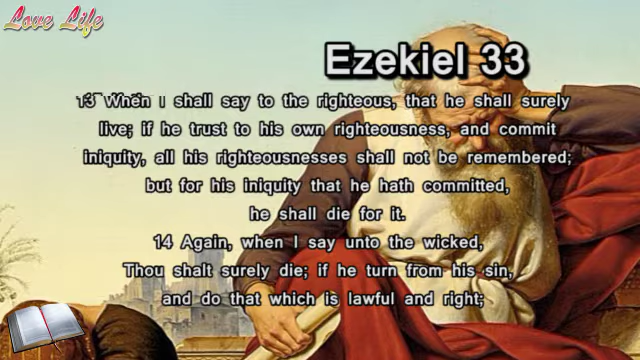 Love Life
Ezekiel 33
13 When I shall say to the righteous, that he shall surely
live; if he trust to his own righteousness, and commit
iniquity, all his righteousnesses shall not be remembered;
but for his iniquity that he hath committed,
he shall die for it.
14 Again, when I say unto the wicked,
Thou shalt surely die; if he turn from his sin,
and do that which is lawful and right;